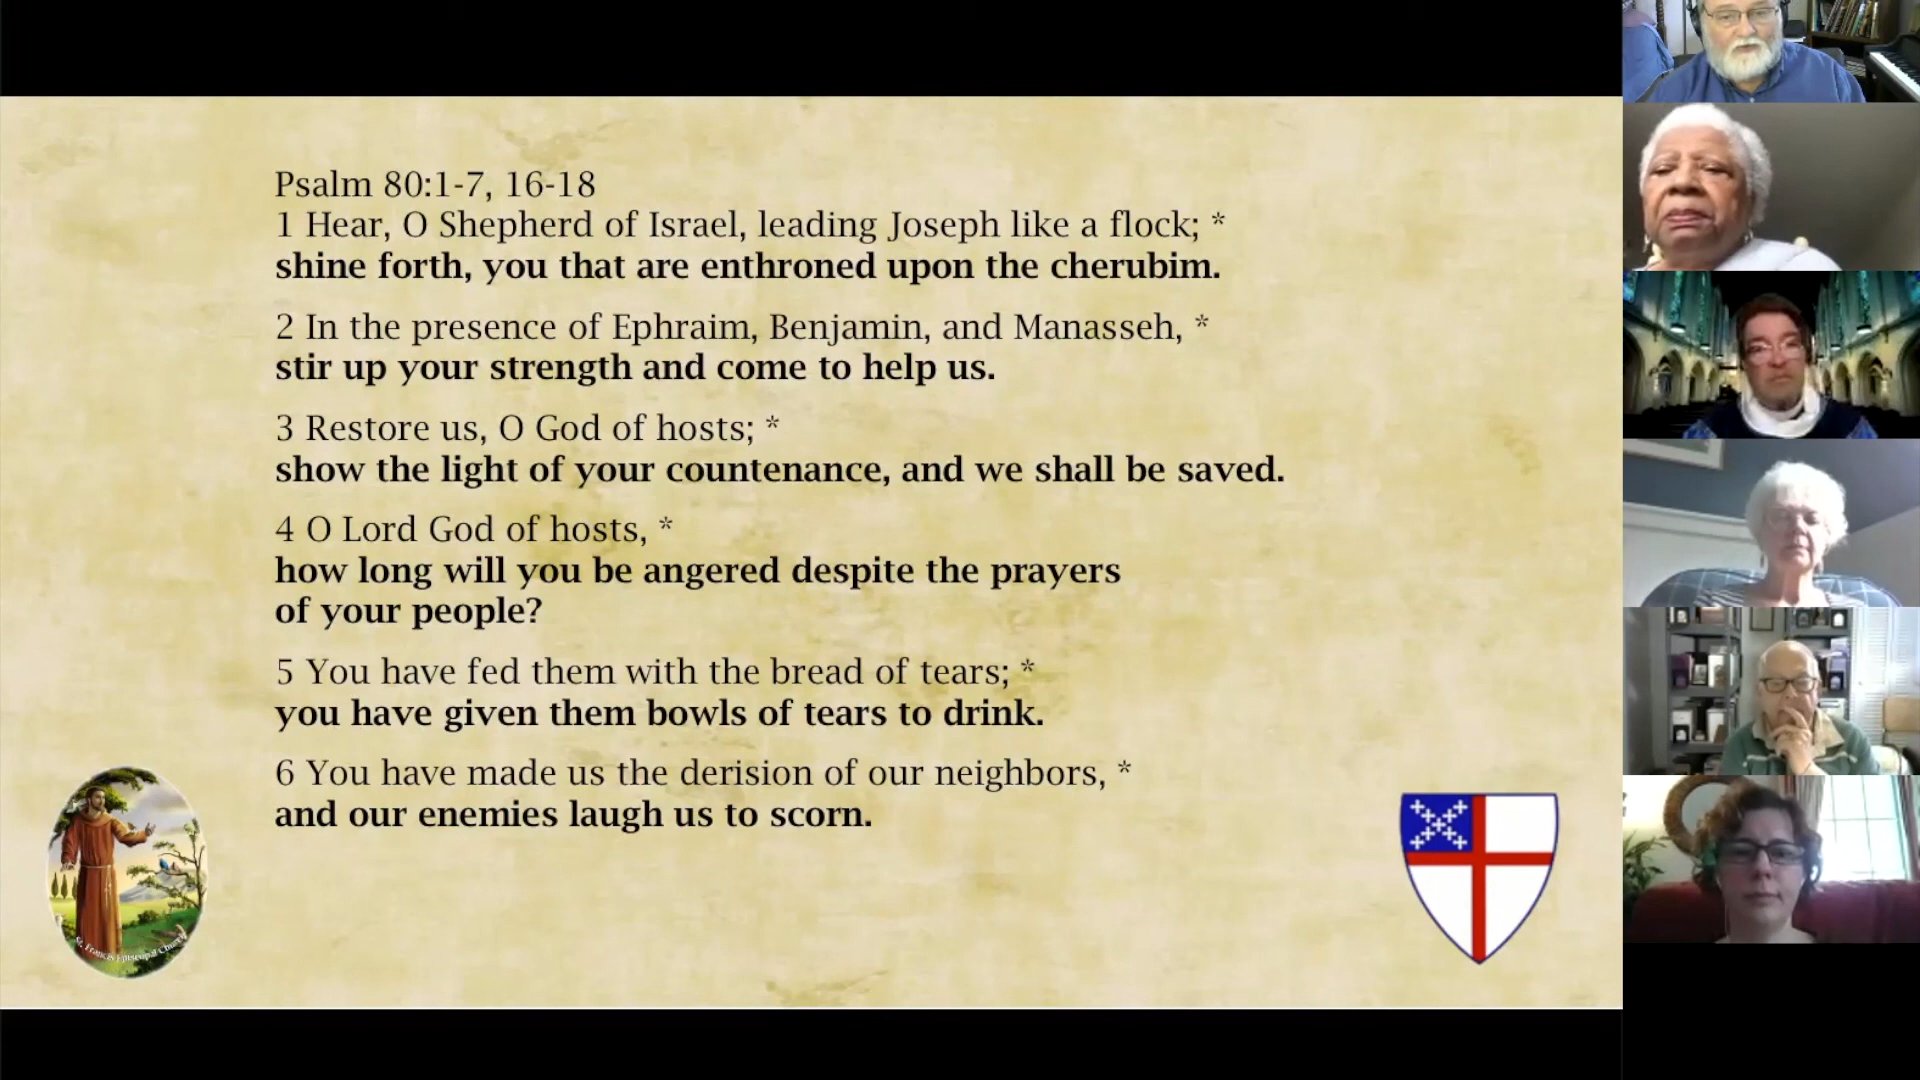 Psalm 80:1-7, 16-18
1 Hear, O Shepherd of Israel, leading Joseph like a flock; *
shine forth, you that are enthroned upon the cherubim.
2 In the presence of Ephraim, Benjamin, and Manasseh, *
stir up your strength and come to help us.
3 Restore us, O God of hosts; *
show the light of your countenance, and we shall be saved.
4 O Lord God of hosts, *
how long will you be angered despite the prayers
of your people?
5 You have fed them with the bread of tears; *
you have given them bowls of tears to drink.
6 You have made us the derision of our neighbors, *
and our enemies laugh us to scorn.
St. Francis Episcopal Church